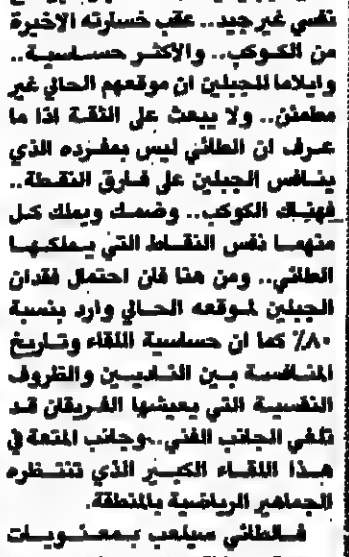 نفسي غير جيد.. عقب خسارته الاخيرة
من الكوكب.. والاكثر حساسية..
وايلاما للجبلين ان موقعهم الحالي غير
مطمئن.. ولا يبعث على الثقة اذا ما
عرف ان الطائي ليس بمفرده الذي
ينافس الجبلين على فارق النقطة..
فهناك الكوكب.. وضمك ويملك كل
منهما نفس النقاط التي يملكها
الطائي.. ومن هنا فان احتمال فقدان
الجبلين لموقعه الحالي وارد بنسبة
٨٠٪ كما ان حساسية اللقاء وتاريخ
المنافسة بين الناديين والظروف
النفسية التي يعيشها الفريقان قد
تلغي الجانب الفني.. وجانب المتعة في
هذا اللقاء الكبير الذي تنتظره
الجماهير الرياضية بالمنطقة.
فالطائي سيلعب بمعنويات